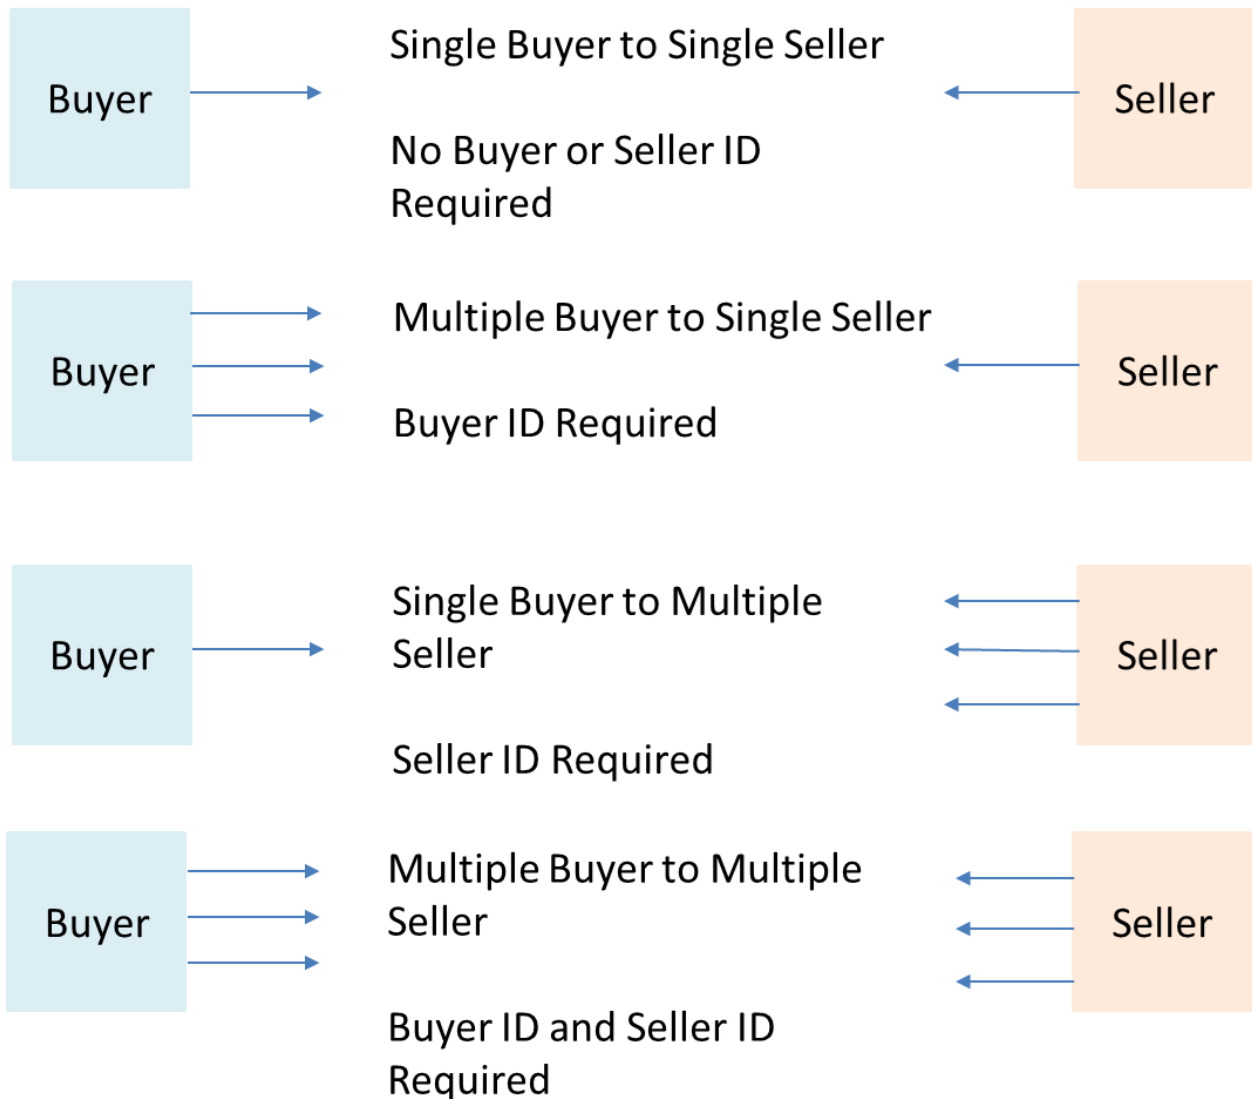 Buyer
Single Buyer to Single Seller
No Buyer or Seller ID
Required
Seller
Buyer
Multiple Buyer to Single Seller
Buyer ID Required
Seller
Buyer
Single Buyer to Multiple
Seller
Seller ID Required
Seller
Buyer
Multiple Buyer to Multiple
Seller
Buyer ID and Seller ID
Required
Seller